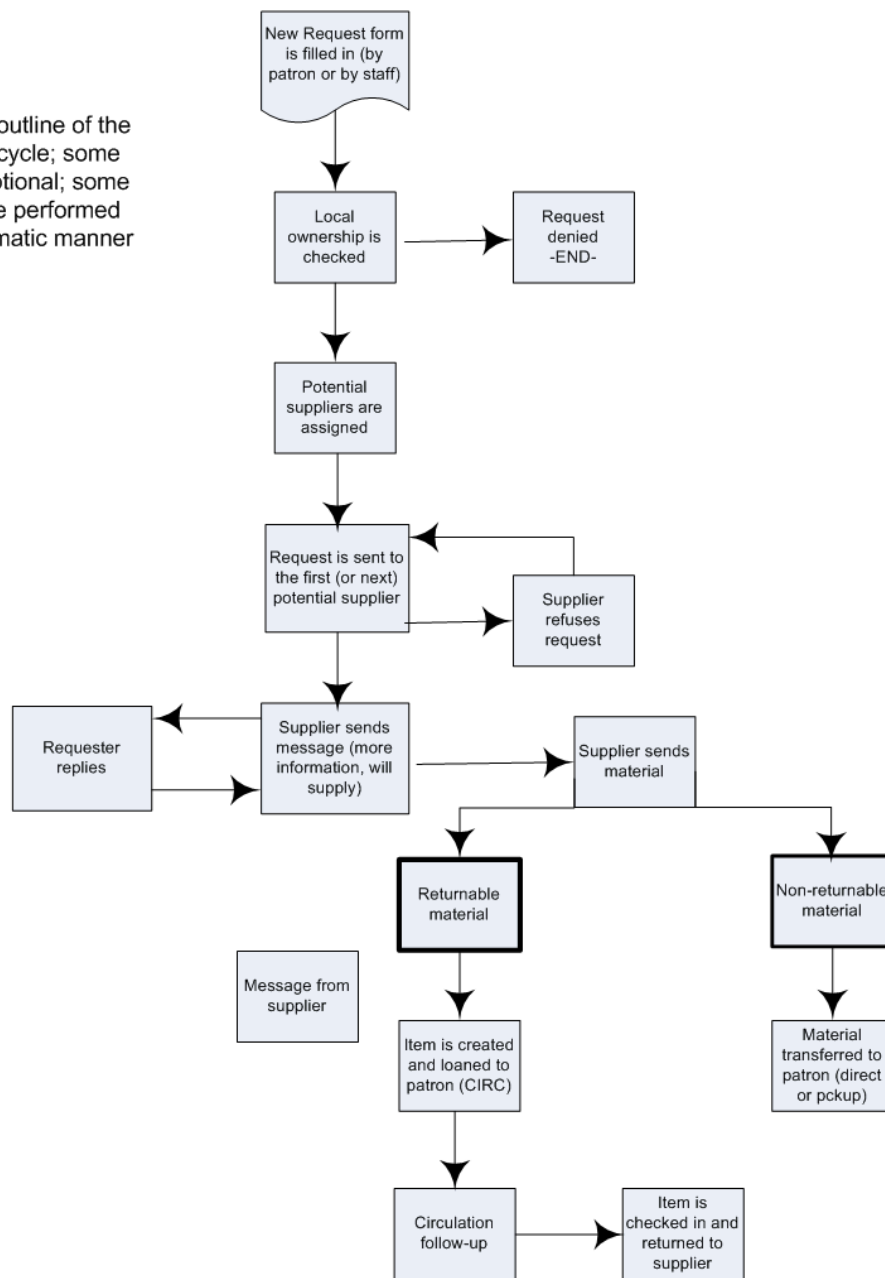 New Request form
is filled in (by
patron or by staff)
outline of the
cycle; some
some
performed
manner
Local
ownership is
checked
Request
denied
-END-
Potential
suppliers are
assigned
Request is sent to
the first (or next)
potential supplier
Supplier
refuses
request
Requester
replies
Supplier sends
message (more
information, will
supply)
Supplier sends
material
Returnable
material
Non-returnable
material
Message from
supplier
Item is created
and loaned to
patron (CIRC)
Material
transferred to
patron (direct
or pckup)
Circulation
follow-up
Item is
checked in and
returned to
supplier